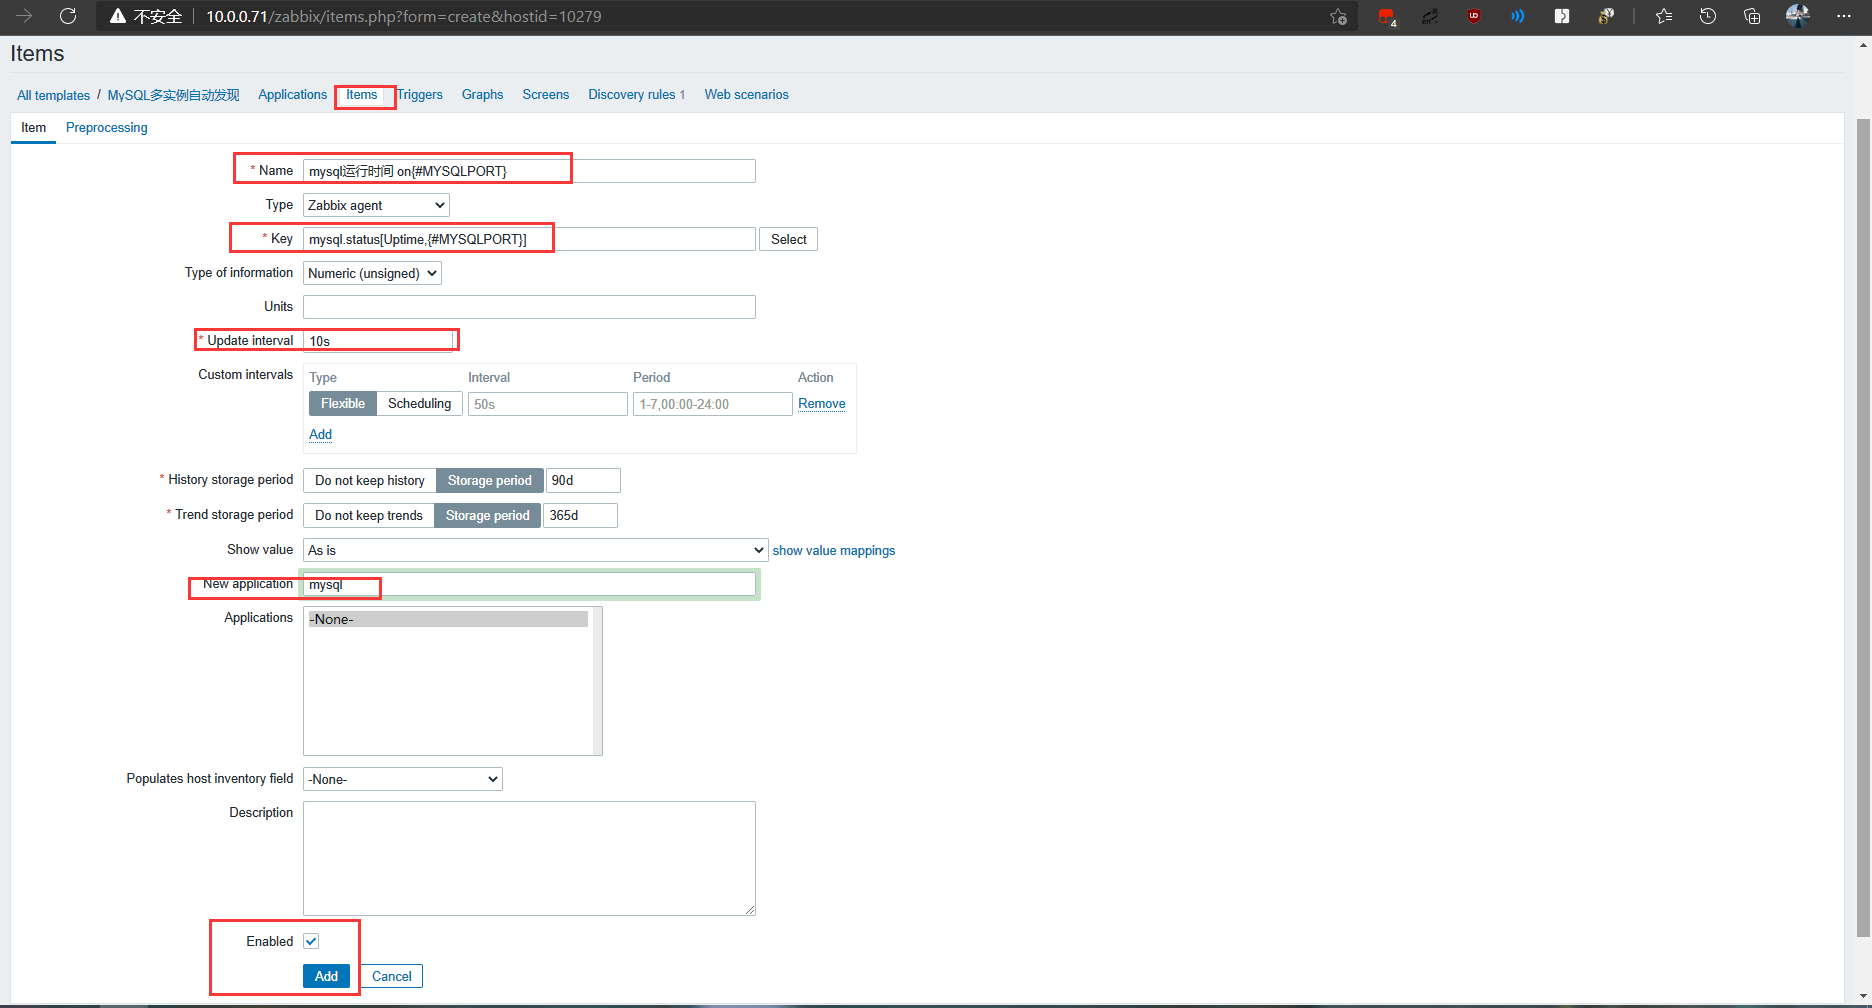 不安全 10.0.0.71/zabbix/items.php?form=create&hostid=10279
4
Items
All templates / MySQL多实例自动发现 Applications Items Triggers Graphs Screens Discovery rules 1 Web scenarios
Item Preprocessing
* Name mysql运行时间 on{#MYSQLPORT}
Type Zabbix agent
* Key mysql.status[Uptime,{#MYSQLPORT}] Select
Type of information Numeric (unsigned)
Units
* Update interval 10s
Custom intervals Type Interval Period Action
Flexible Scheduling 50s 1-7,00:00-24:00 Remove
Add
* History storage period Do not keep history Storage period 90d
* Trend storage period Do not keep trends Storage period 365d
Show value As is show value mappings
New application mysql
Applications -None-
Populates host inventory field -None-
Description
Enabled
Add Cancel